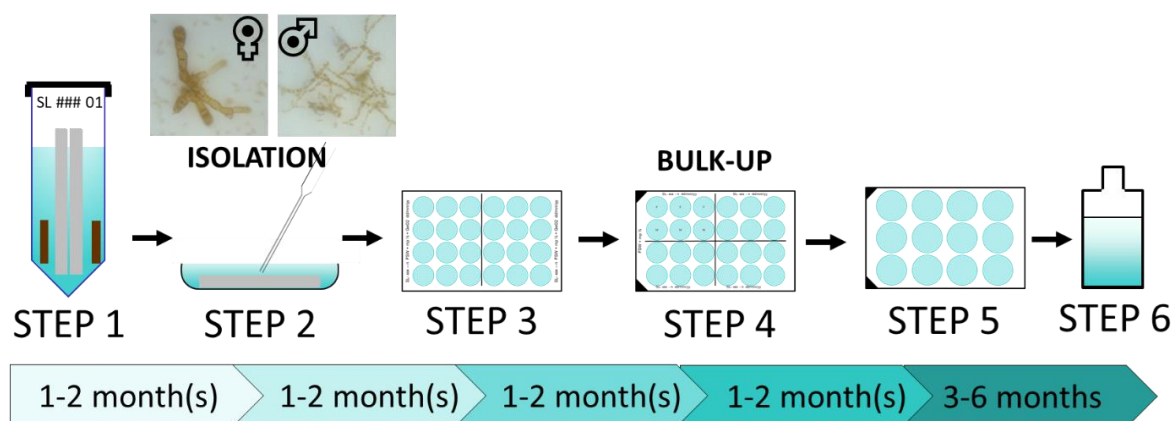 SL ### 01
ISOLATION
BULK-UP
STEP 1
STEP 2
STEP 3
STEP 4
STEP 5
STEP 6
1-2 month(s)
1-2 month(s)
1-2 month(s)
1-2 month(s)
3-6 months